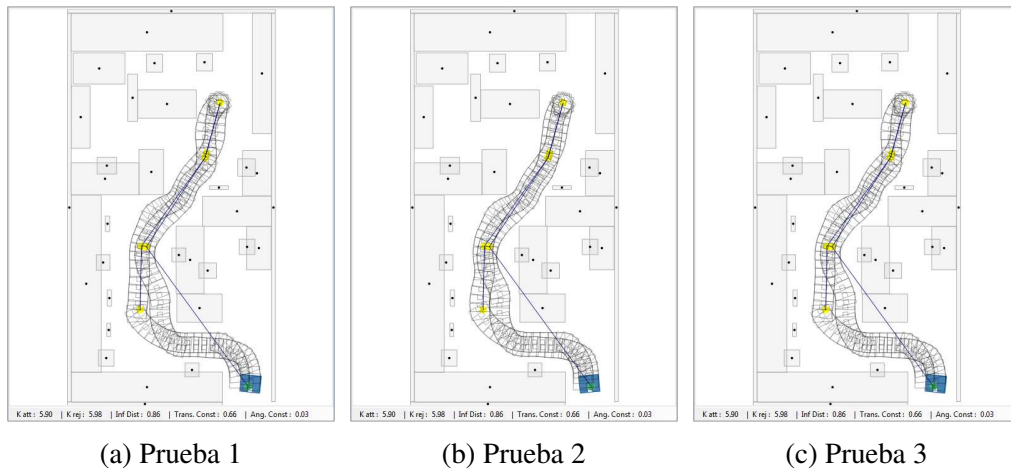 K att : 5.90 | K rej : 5.98 | Inf Dist : 0.86 | Trans. Const : 0.66 | Ang. Const : 0.03
K att : 5.90 | K rej : 5.98 | Inf Dist : 0.86 | Trans. Const : 0.66 | Ang. Const : 0.03
K att : 5.90 | K rej : 5.98 | Inf Dist : 0.86 | Trans. Const : 0.66 | Ang. Const : 0.03
(a) Prueba 1
(b) Prueba 2
(c) Prueba 3